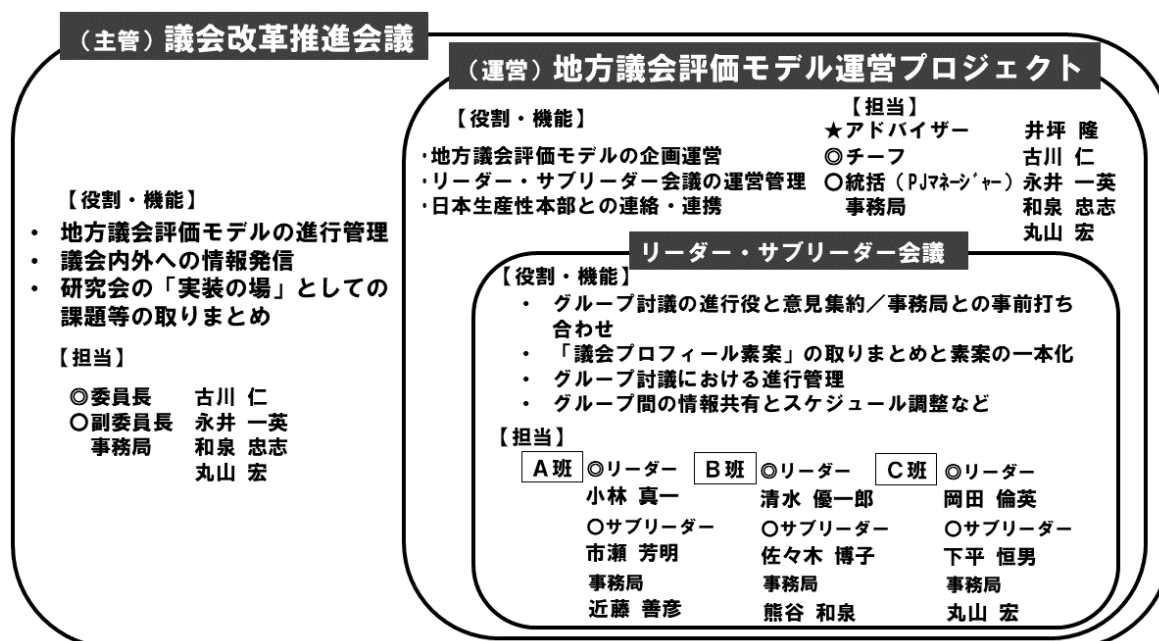 （主管）議会改革推進会議
【役割・機能】
・ 地方議会評価モデルの進行管理
・ 議会内外への情報発信
・ 研究会の「実装の場」としての
課題等の取りまとめ
【担当】
◎委員長 古川 仁
〇副委員長 永井 一英
事務局 和泉 忠志
丸山 宏
（運営）地方議会評価モデル運営プロジェクト
【役割・機能】
・地方議会評価モデルの企画運営
・リーダー・サブリーダー会議の運営管理
・日本生産性本部との連絡・連携
【担当】
★アドバイザー 井坪 隆
◎チーフ 古川 仁
〇統括（PJﾏﾈｰｼﾞｬｰ） 永井 一英
事務局 和泉 忠志
丸山 宏
リーダー・サブリーダー会議
【役割・機能】
・ グループ討議の進行役と意見集約／事務局との事前打ち
合わせ
・ 「議会プロフィール素案」の取りまとめと素案の一本化
・ グループ討議における進行管理
・ グループ間の情報共有とスケジュール調整など
【担当】
A班 ◎リーダー
小林 真一
〇サブリーダー
市瀬 芳明
事務局
近藤 善彦
B班 ◎リーダー
清水 優一郎
〇サブリーダー
佐々木 博子
事務局
熊谷 和泉
C班 ◎リーダー
岡田 倫英
〇サブリーダー
下平 恒男
事務局
丸山 宏